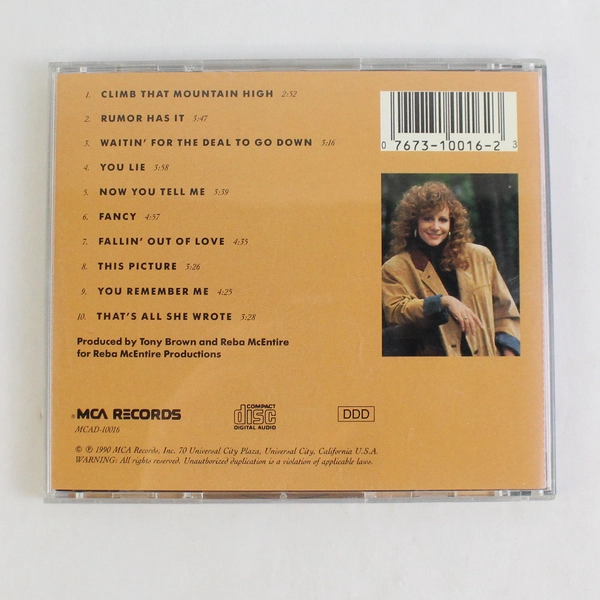 1. CLIMB THAT MOUNTAIN HIGH 2:52
2. RUMOR HAS IT 3:47
3. WAITIN' FOR THE DEAL TO GO DOWN 3:16
4. YOU LIE 3:58
5. NOW YOU TELL ME 3:39
6. FANCY 4:57
7. FALLIN' OUT OF LOVE 4:35
8. THIS PICTURE 3:26
9. YOU REMEMBER ME 4:25
10. THAT'S ALL SHE WROTE 3:28
Produced by Tony Brown and Reba McEntire
for Reba McEntire Productions
0 7673-10016-2 3
®MCA RECORDS
MCAD-10016
COMPACT
disc
DIGITAL AUDIO
DDD
© ℗ 1990 MCA Records, Inc. 70 Universal City Plaza, Universal City, California U.S.A.
WARNING: All rights reserved. Unauthorized duplication is a violation of applicable laws.